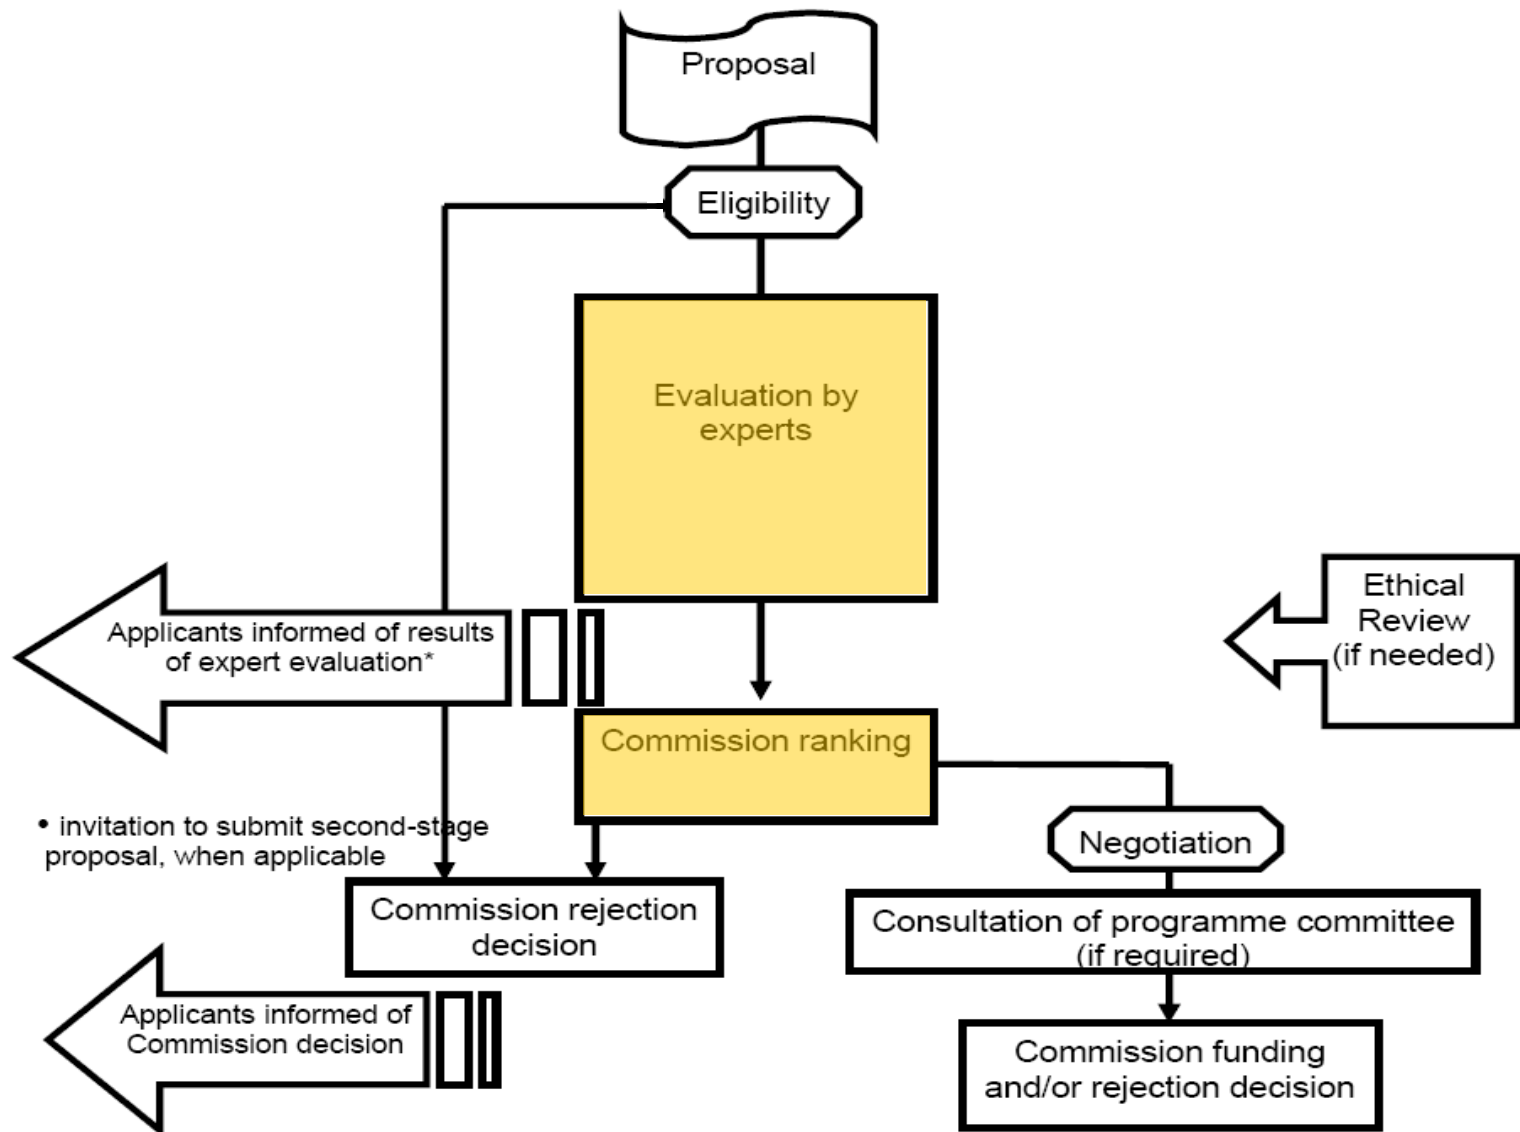 Proposal
Eligibility
Evaluation by
experts
Applicants informed of results
of expert evaluation*
Ethical
Review
(if needed)
Commission ranking
• invitation to submit second-stage
proposal, when applicable
Negotiation
Commission rejection
decision
Consultation of programme committee
(if required)
Applicants informed of
Commission decision
Commission funding
and/or rejection decision